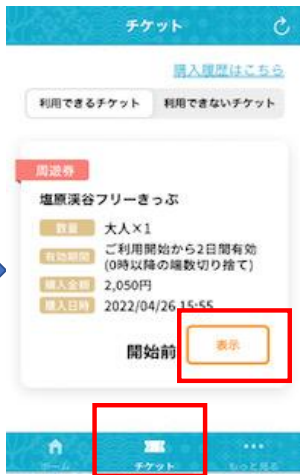 チケット
購入履歴はこちら
利用できるチケット 利用できないチケット
周遊券
塩原渓谷フリーきっぷ
数量 大人×1
有効期間 ご利用開始から2日間有効
(0時以降の端数切り捨て)
購入金額 2,050円
購入日時 2022/04/26 15:55
開始前 表示
ホーム チケット もっと見る